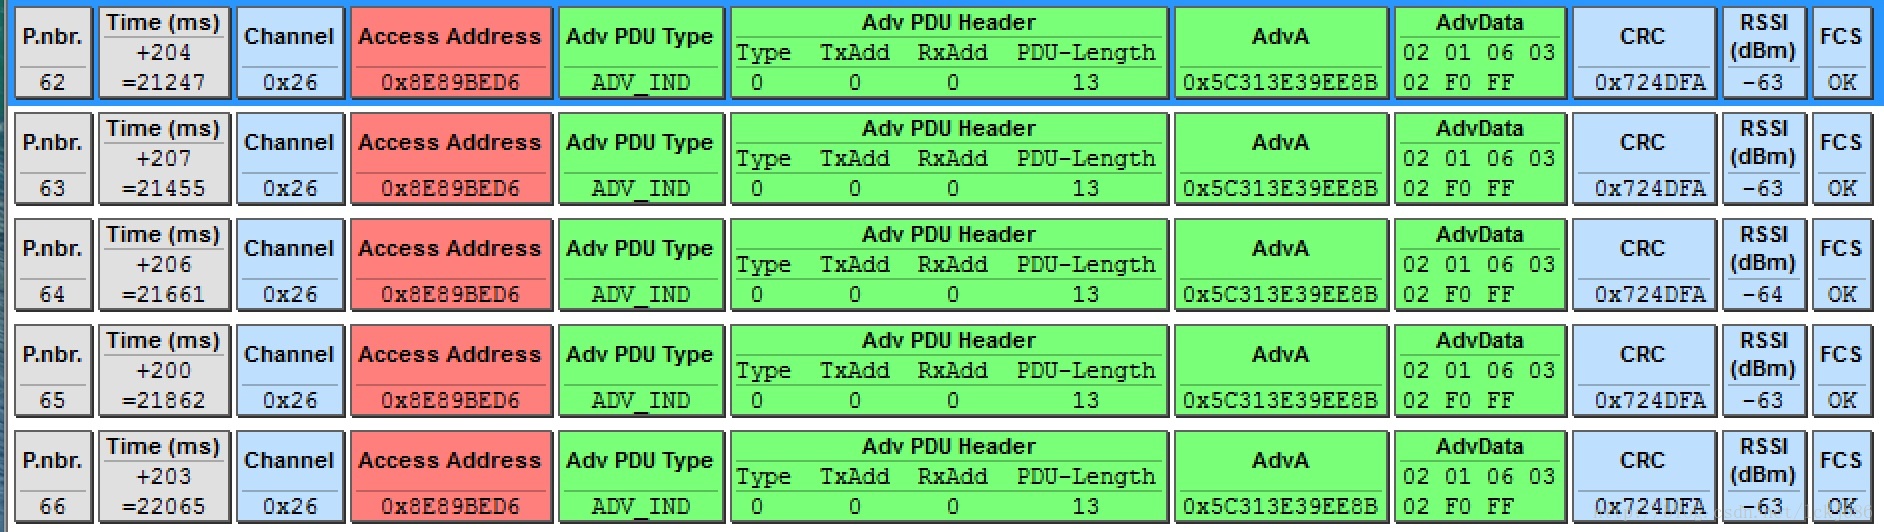 P.nbr. Time (ms) Channel Access Address Adv PDU Type Adv PDU Header AdvA AdvData CRC RSSI (dBm) FCS
+204 Type TxAdd RxAdd PDU-Length 02 01 06 03
62 =21247 0x26 0x8E89BED6 ADV_IND 0 0 0 13 0x5C313E39EE8B 02 F0 FF 0x724DFA -63 OK
P.nbr. Time (ms) Channel Access Address Adv PDU Type Adv PDU Header AdvA AdvData CRC RSSI (dBm) FCS
+207 Type TxAdd RxAdd PDU-Length 02 01 06 03
63 =21455 0x26 0x8E89BED6 ADV_IND 0 0 0 13 0x5C313E39EE8B 02 F0 FF 0x724DFA -63 OK
P.nbr. Time (ms) Channel Access Address Adv PDU Type Adv PDU Header AdvA AdvData CRC RSSI (dBm) FCS
+206 Type TxAdd RxAdd PDU-Length 02 01 06 03
64 =21661 0x26 0x8E89BED6 ADV_IND 0 0 0 13 0x5C313E39EE8B 02 F0 FF 0x724DFA -64 OK
P.nbr. Time (ms) Channel Access Address Adv PDU Type Adv PDU Header AdvA AdvData CRC RSSI (dBm) FCS
+200 Type TxAdd RxAdd PDU-Length 02 01 06 03
65 =21862 0x26 0x8E89BED6 ADV_IND 0 0 0 13 0x5C313E39EE8B 02 F0 FF 0x724DFA -63 OK
P.nbr. Time (ms) Channel Access Address Adv PDU Type Adv PDU Header AdvA AdvData CRC RSSI (dBm) FCS
+203 Type TxAdd RxAdd PDU-Length 02 01 06 03
66 =22065 0x26 0x8E89BED6 ADV_IND 0 0 0 13 0x5C313E39EE8B 02 F0 FF 0x724DFA -63 OK